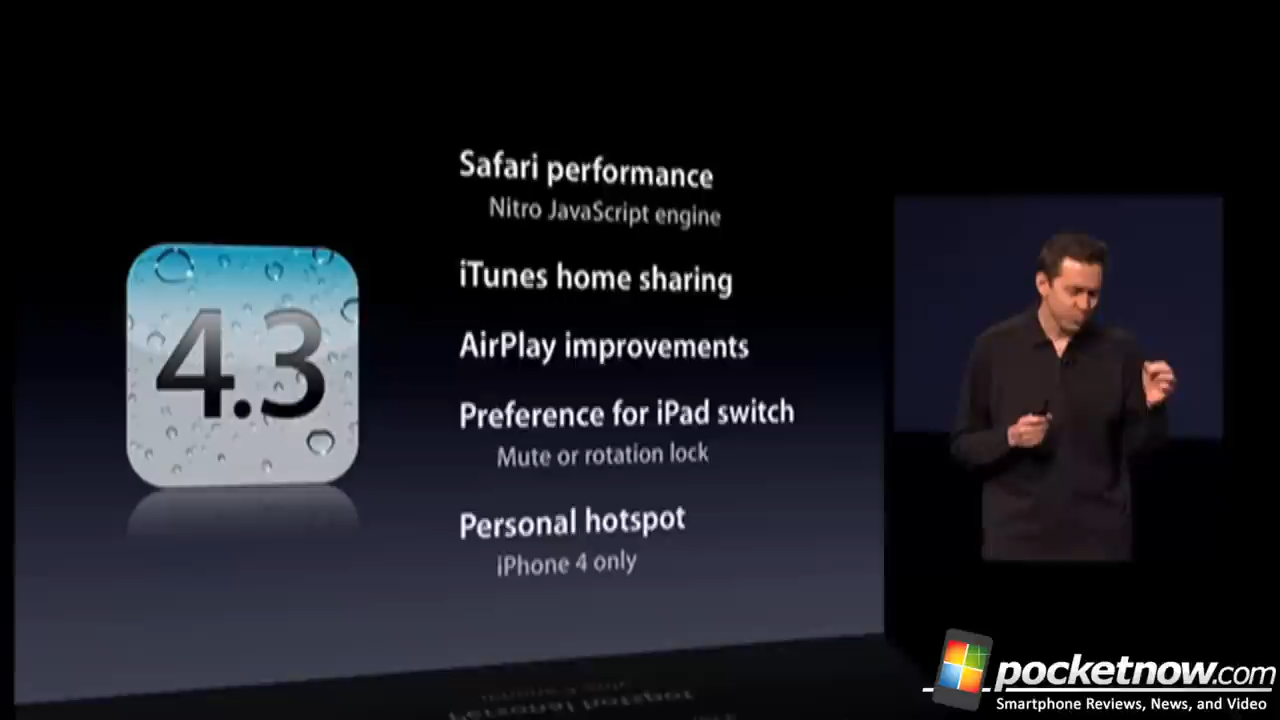 Safari performance
Nitro JavaScript engine
iTunes home sharing
AirPlay improvements
Preference for iPad switch
Mute or rotation lock
Personal hotspot
iPhone 4 only
4.3
pocketnow.com
Smartphone Reviews, News, and Video